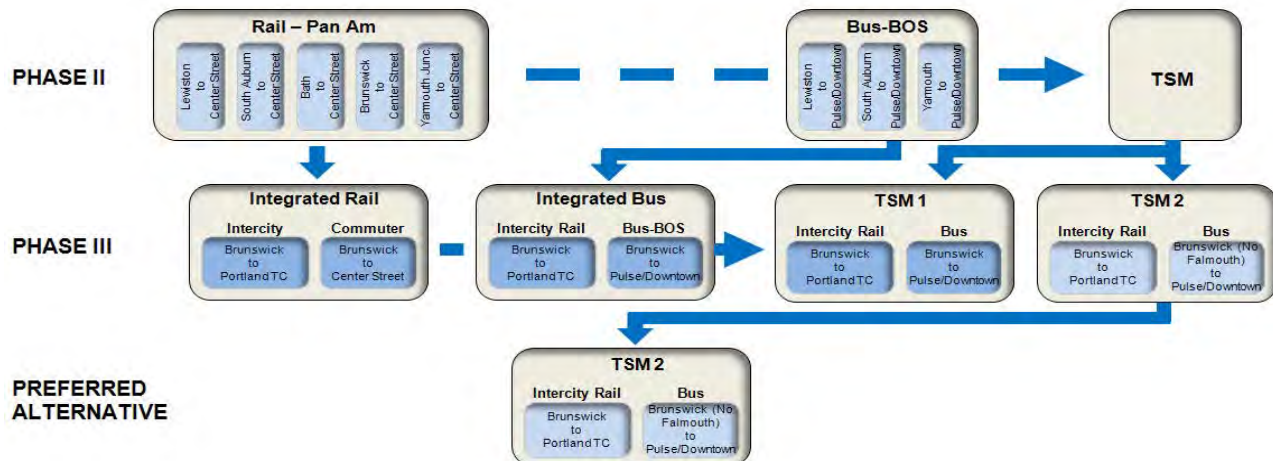 Rail – Pan Am
Bus-BOS
PHASE II
Lewiston
to
Center Street
South Auburn
to
Center Street
Bath
to
Center Street
Brunswick
to
Center Street
Yarmouth Junc.
to
Center Street
Lewiston
to
Pulse/Downtown
South Auburn
to
Pulse/Downtown
Yarmouth
to
Pulse/Downtown
TSM
PHASE III
Integrated Rail
Intercity
Commuter
Brunswick
to
Portland TC
Brunswick
to
Center Street
Integrated Bus
Intercity Rail
Bus-BOS
Brunswick
to
Portland TC
Brunswick
to
Pulse/Downtown
TSM 1
Intercity Rail
Bus
Brunswick
to
Portland TC
Brunswick
to
Pulse/Downtown
TSM 2
Intercity Rail
Bus
Brunswick
to
Portland TC
Brunswick (No
Falmouth)
to
Pulse/Downtown
PREFERRED
ALTERNATIVE
TSM 2
Intercity Rail
Bus
Brunswick
to
Portland TC
Brunswick (No
Falmouth)
to
Pulse/Downtown